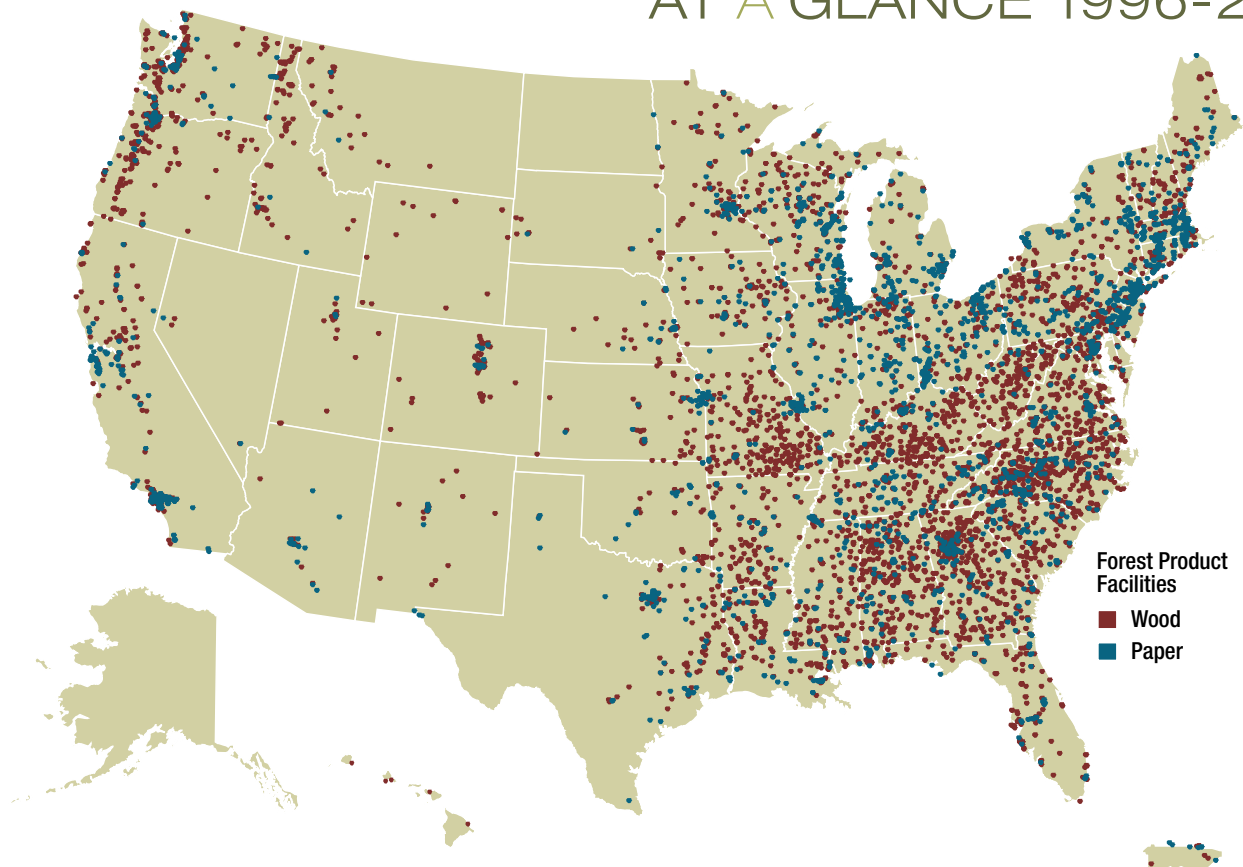 AT A GLANCE 1996-2
Forest Product
Facilities
Wood
Paper